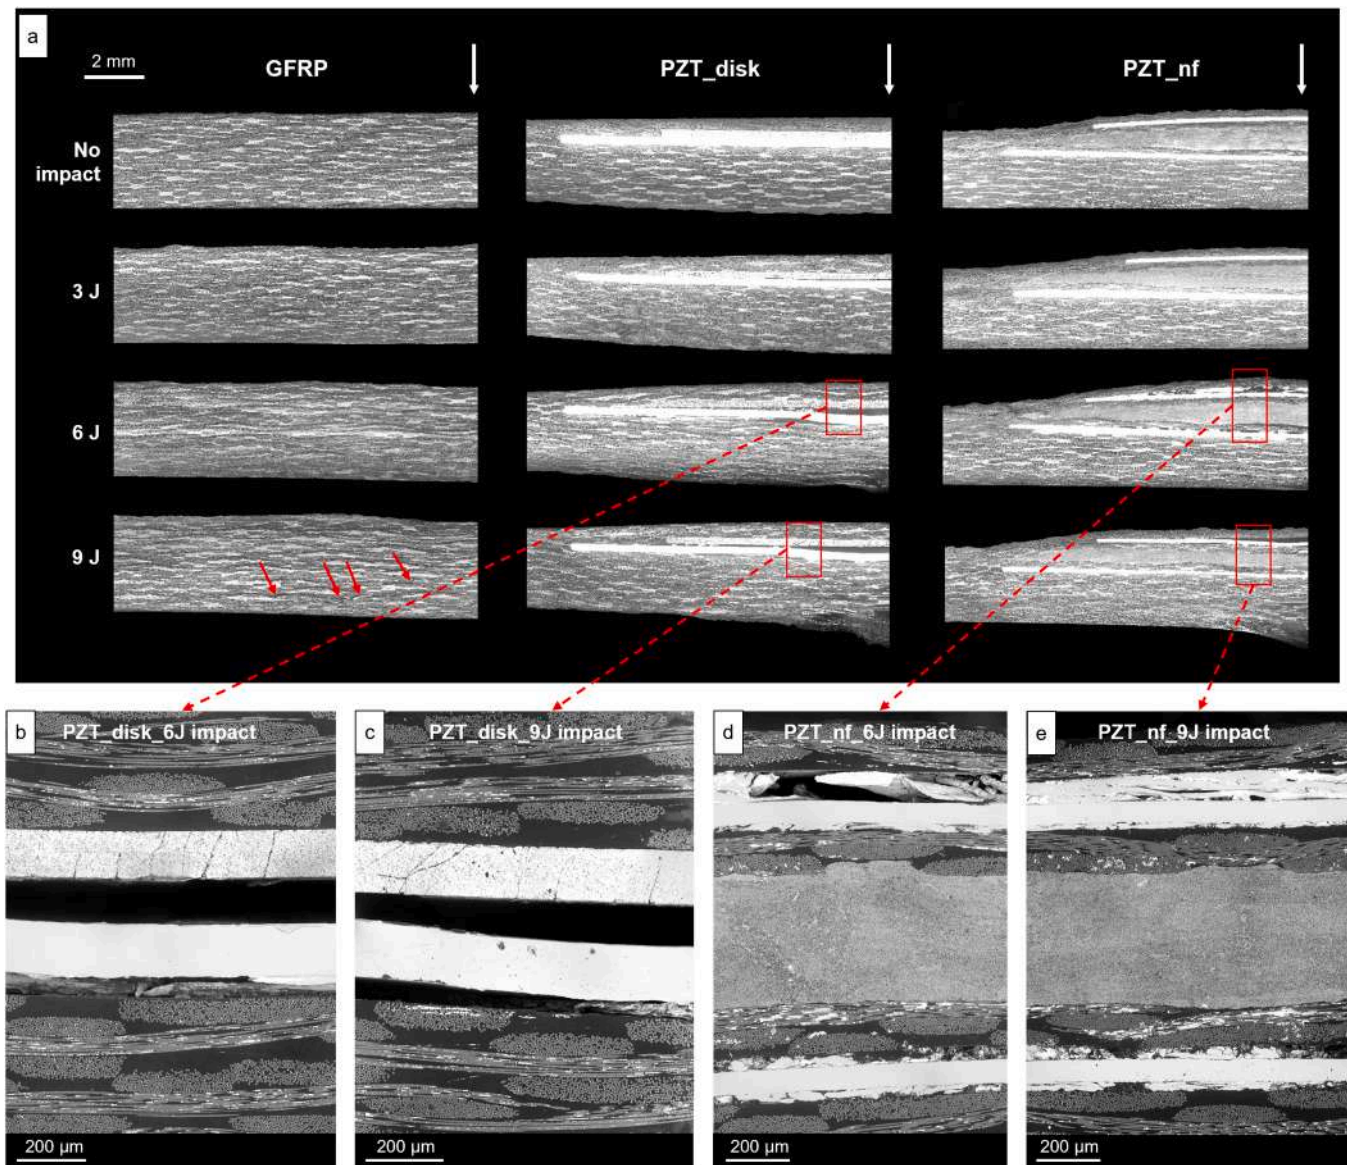 a
2 mm
GFRP
PZT_disk
PZT_nf
No
impact
3 J
6 J
9 J
b
PZT_disk_6J impact
c
PZT_disk_9J impact
d
PZT_nf_6J impact
e
PZT_nf_9J impact
200 µm
200 µm
200 µm
200 µm